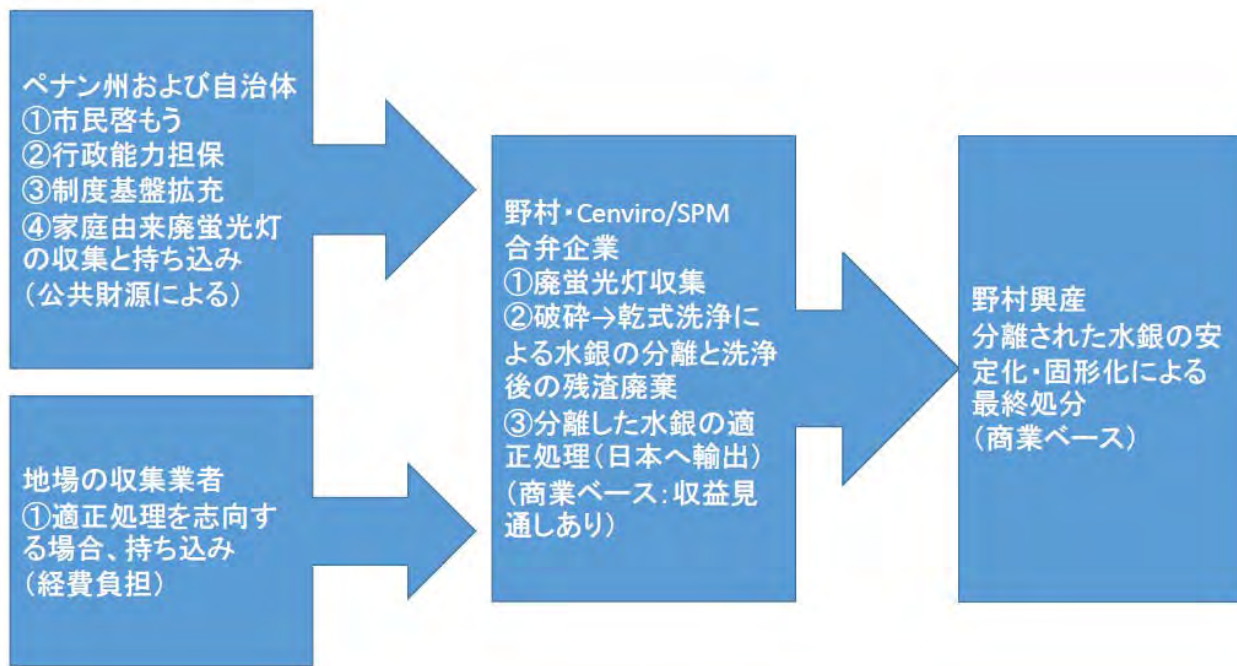 ペナン州および自治体
①市民啓もう
②行政能力担保
③制度基盤拡充
④家庭由来廃蛍光灯
の収集と持ち込み
（公共財源による）
地場の収集業者
①適正処理を志向す
る場合、持ち込み
（経費負担）
野村・Cenviro/SPM
合弁企業
①廃蛍光灯収集
②破砕→乾式洗浄に
よる水銀の分離と洗浄
後の残渣廃棄
③分離した水銀の適
正処理（日本へ輸出）
（商業ベース：収益見
通しあり）
野村興産
分離された水銀の安
定化・固形化による
最終処分
（商業ベース）